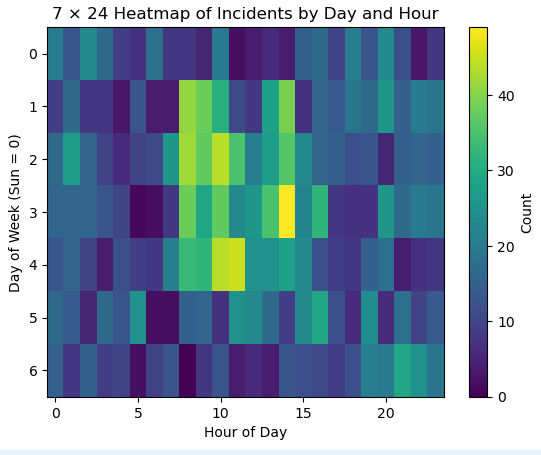 7 × 24 Heatmap of Incidents by Day and Hour
0
1
2
3
4
5
6
Day of Week (Sun = 0)
0 5 10 15 20
Hour of Day
40
30
20
10
0
Count